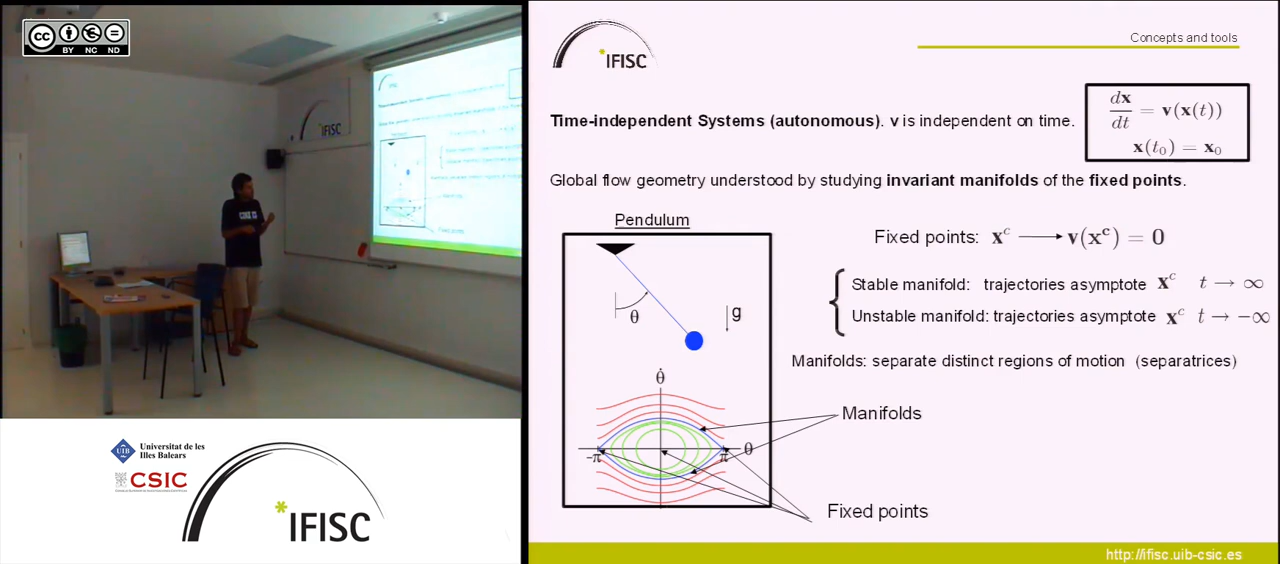 cc
BY NC ND
IFISC
Universitat de les
Illes Balears
UIB
CSIC
IFISC
IFISC
Concepts and tools
Time-independent Systems (autonomous). v is independent on time.
dx/dt = v(x(t))
x(t₀) = x₀
Global flow geometry understood by studying invariant manifolds of the fixed points.
Pendulum
θ
g
θ̇
-π
π
θ
Fixed points: xᶜ ⟶ v(xᶜ) = 0
Stable manifold: trajectories asymptote xᶜ t → ∞
Unstable manifold: trajectories asymptote xᶜ t → −∞
Manifolds: separate distinct regions of motion (separatrices)
Manifolds
Fixed points
http://ifisc.uib-csic.es